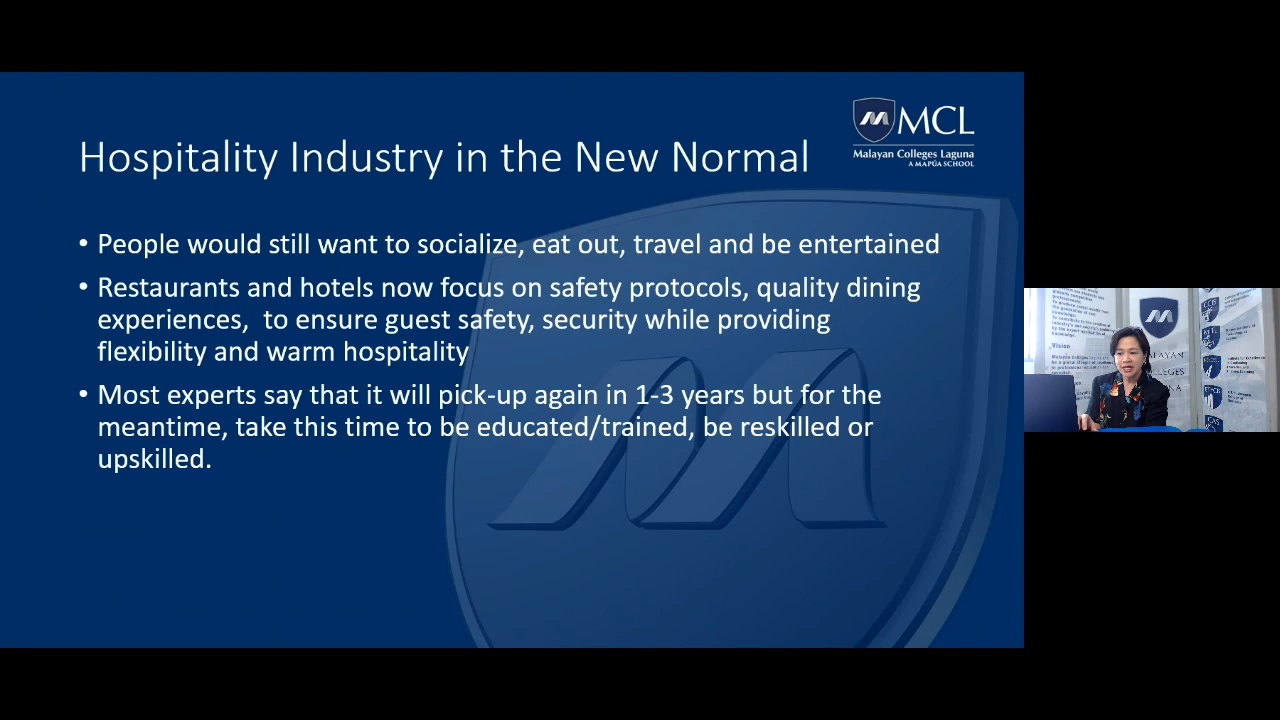 MCL
Malayan Colleges Laguna
A MAPÚA SCHOOL
Hospitality Industry in the New Normal
• People would still want to socialize, eat out, travel and be entertained
• Restaurants and hotels now focus on safety protocols, quality dining
experiences, to ensure guest safety, security while providing
flexibility and warm hospitality
• Most experts say that it will pick-up again in 1-3 years but for the
meantime, take this time to be educated/trained, be reskilled or
upskilled.
Vision